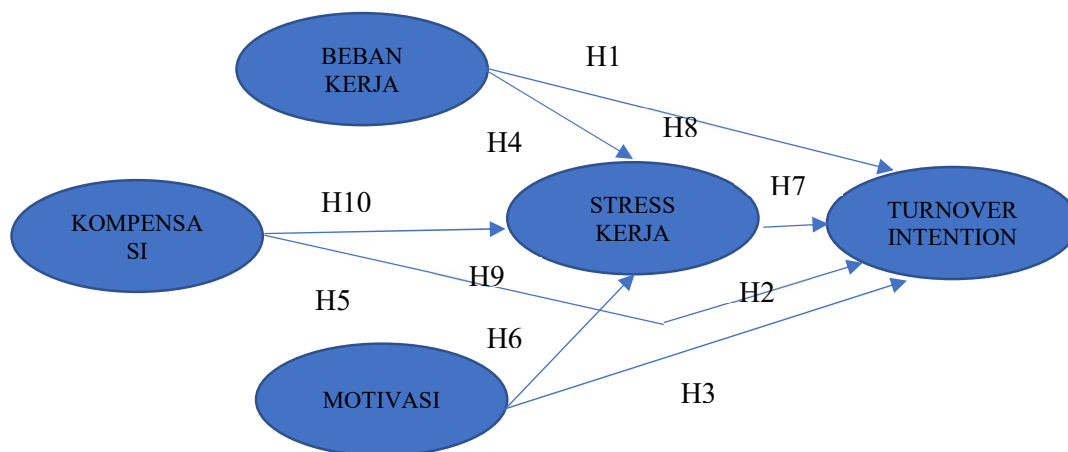 BEBAN
KERJA
H1
H8
H4
H7
H10
STRESS
KERJA
TURNOVER
INTENTION
KOMPENSA
SI
H9
H2
H5
H6
MOTIVASI
H3